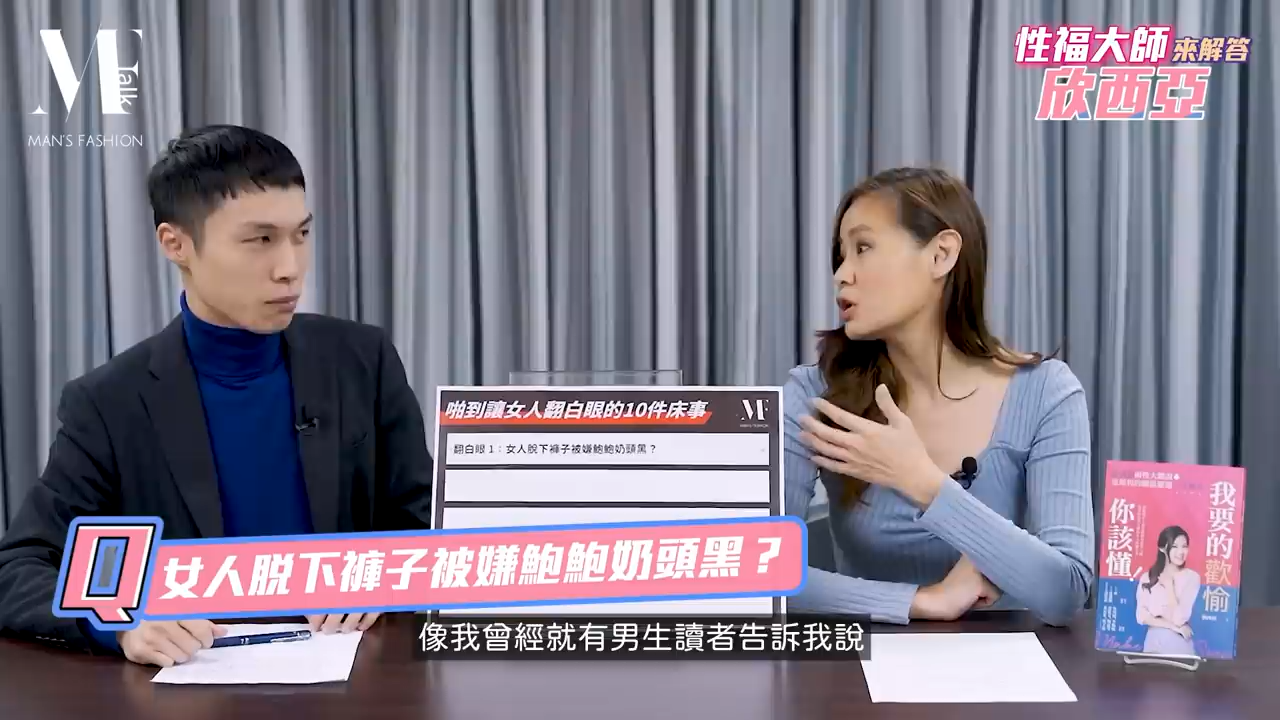 MF
Talk
MAN'S FASHION
性福大師來解答
欣西亞
啪到讓女人翻白眼的10件床事
MF
翻白眼 1：女人脫下褲子被嫌鮑鮑奶頭黑？
我要的歡愉
你該懂！
Q 女人脫下褲子被嫌鮑鮑奶頭黑？
像我曾經就有男生讀者告訴我說